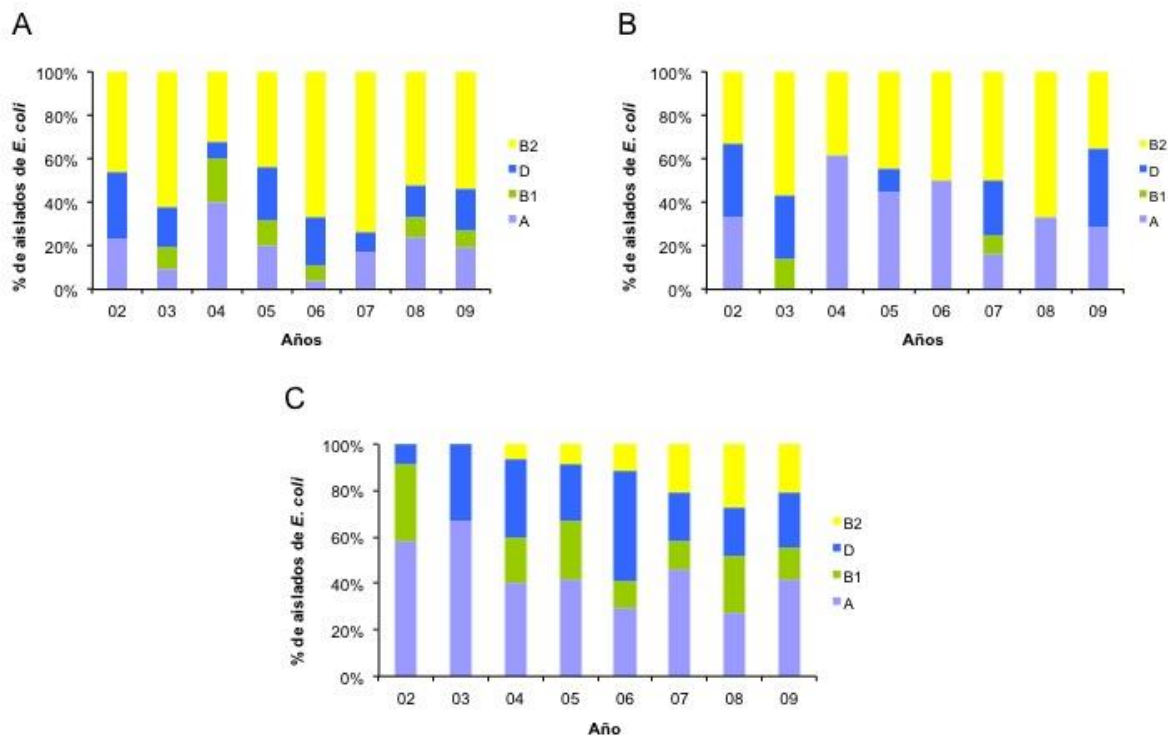 A
% de aislados de E. coli
100%
80%
60%
40%
20%
0%
02 03 04 05 06 07 08 09
Años
B2
D
B1
A
B
% de aislados de E. coli
100%
80%
60%
40%
20%
0%
02 03 04 05 06 07 08 09
Años
B2
D
B1
A
C
% de aislados de E. coli
100%
80%
60%
40%
20%
0%
02 03 04 05 06 07 08 09
Año
B2
D
B1
A